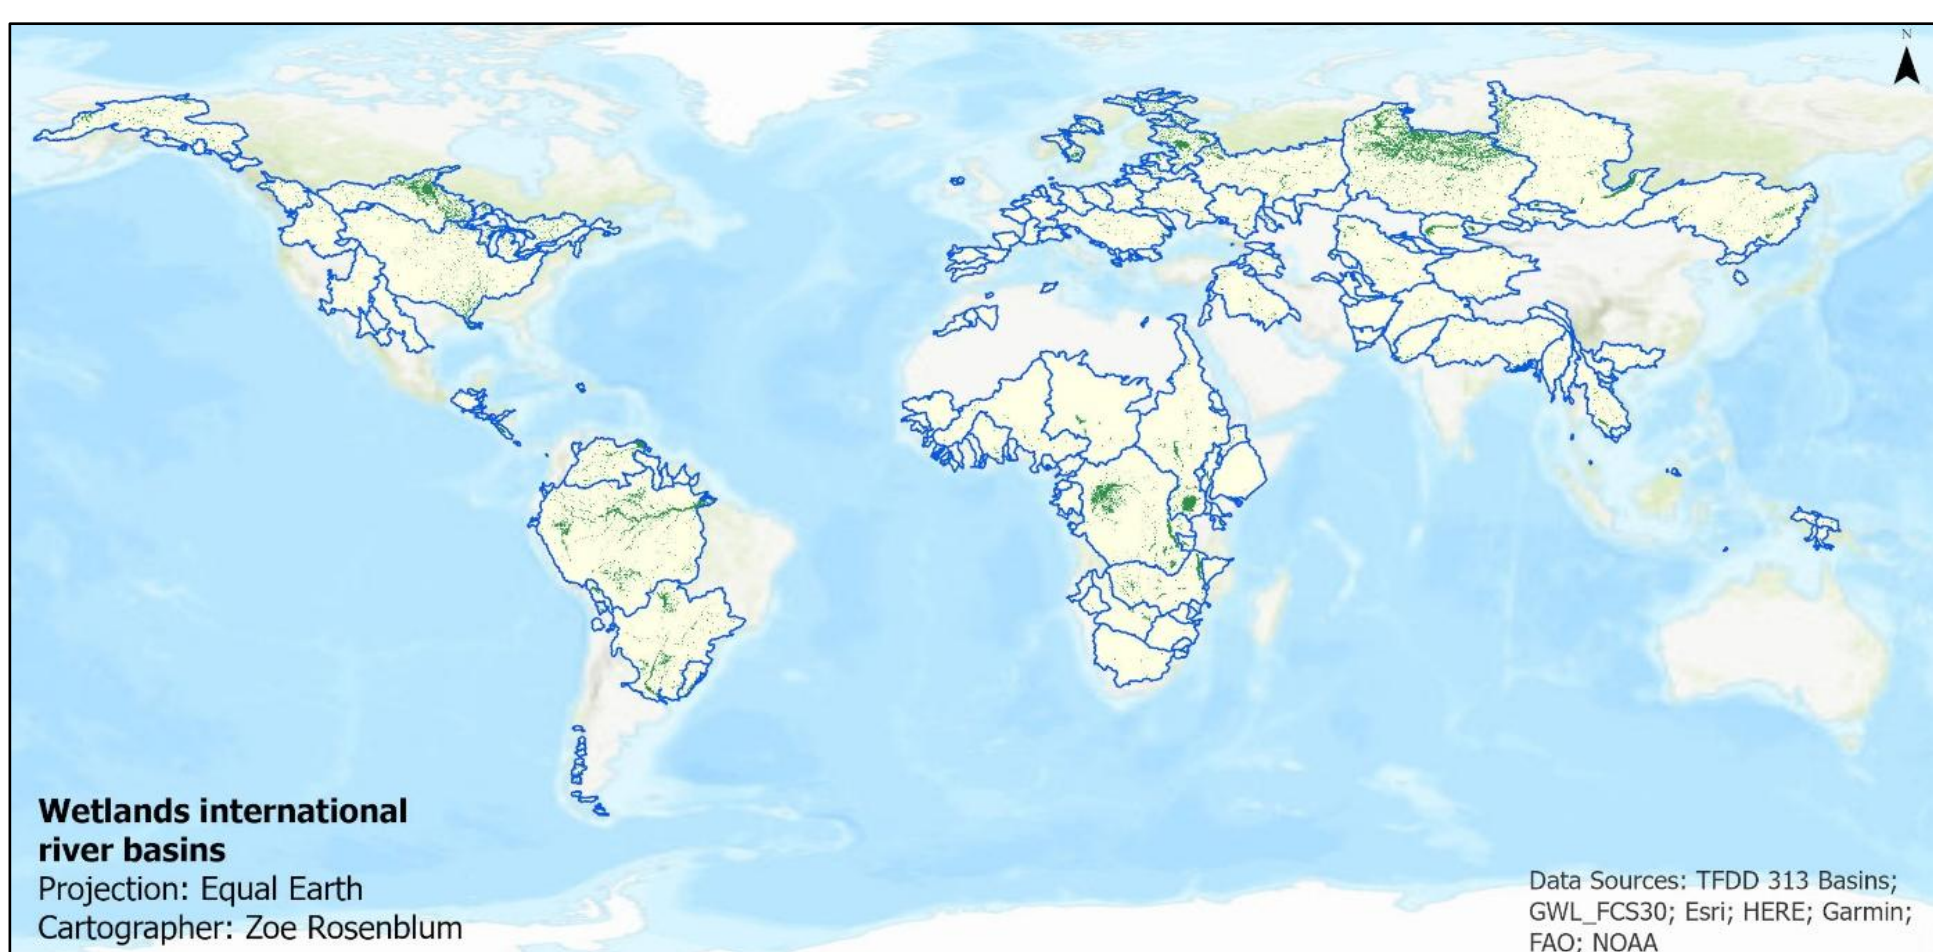 N
Wetlands international
river basins
Projection: Equal Earth
Cartographer: Zoe Rosenblum
Data Sources: TFDD 313 Basins;
GWL_FCS30; Esri; HERE; Garmin;
FAO; NOAA